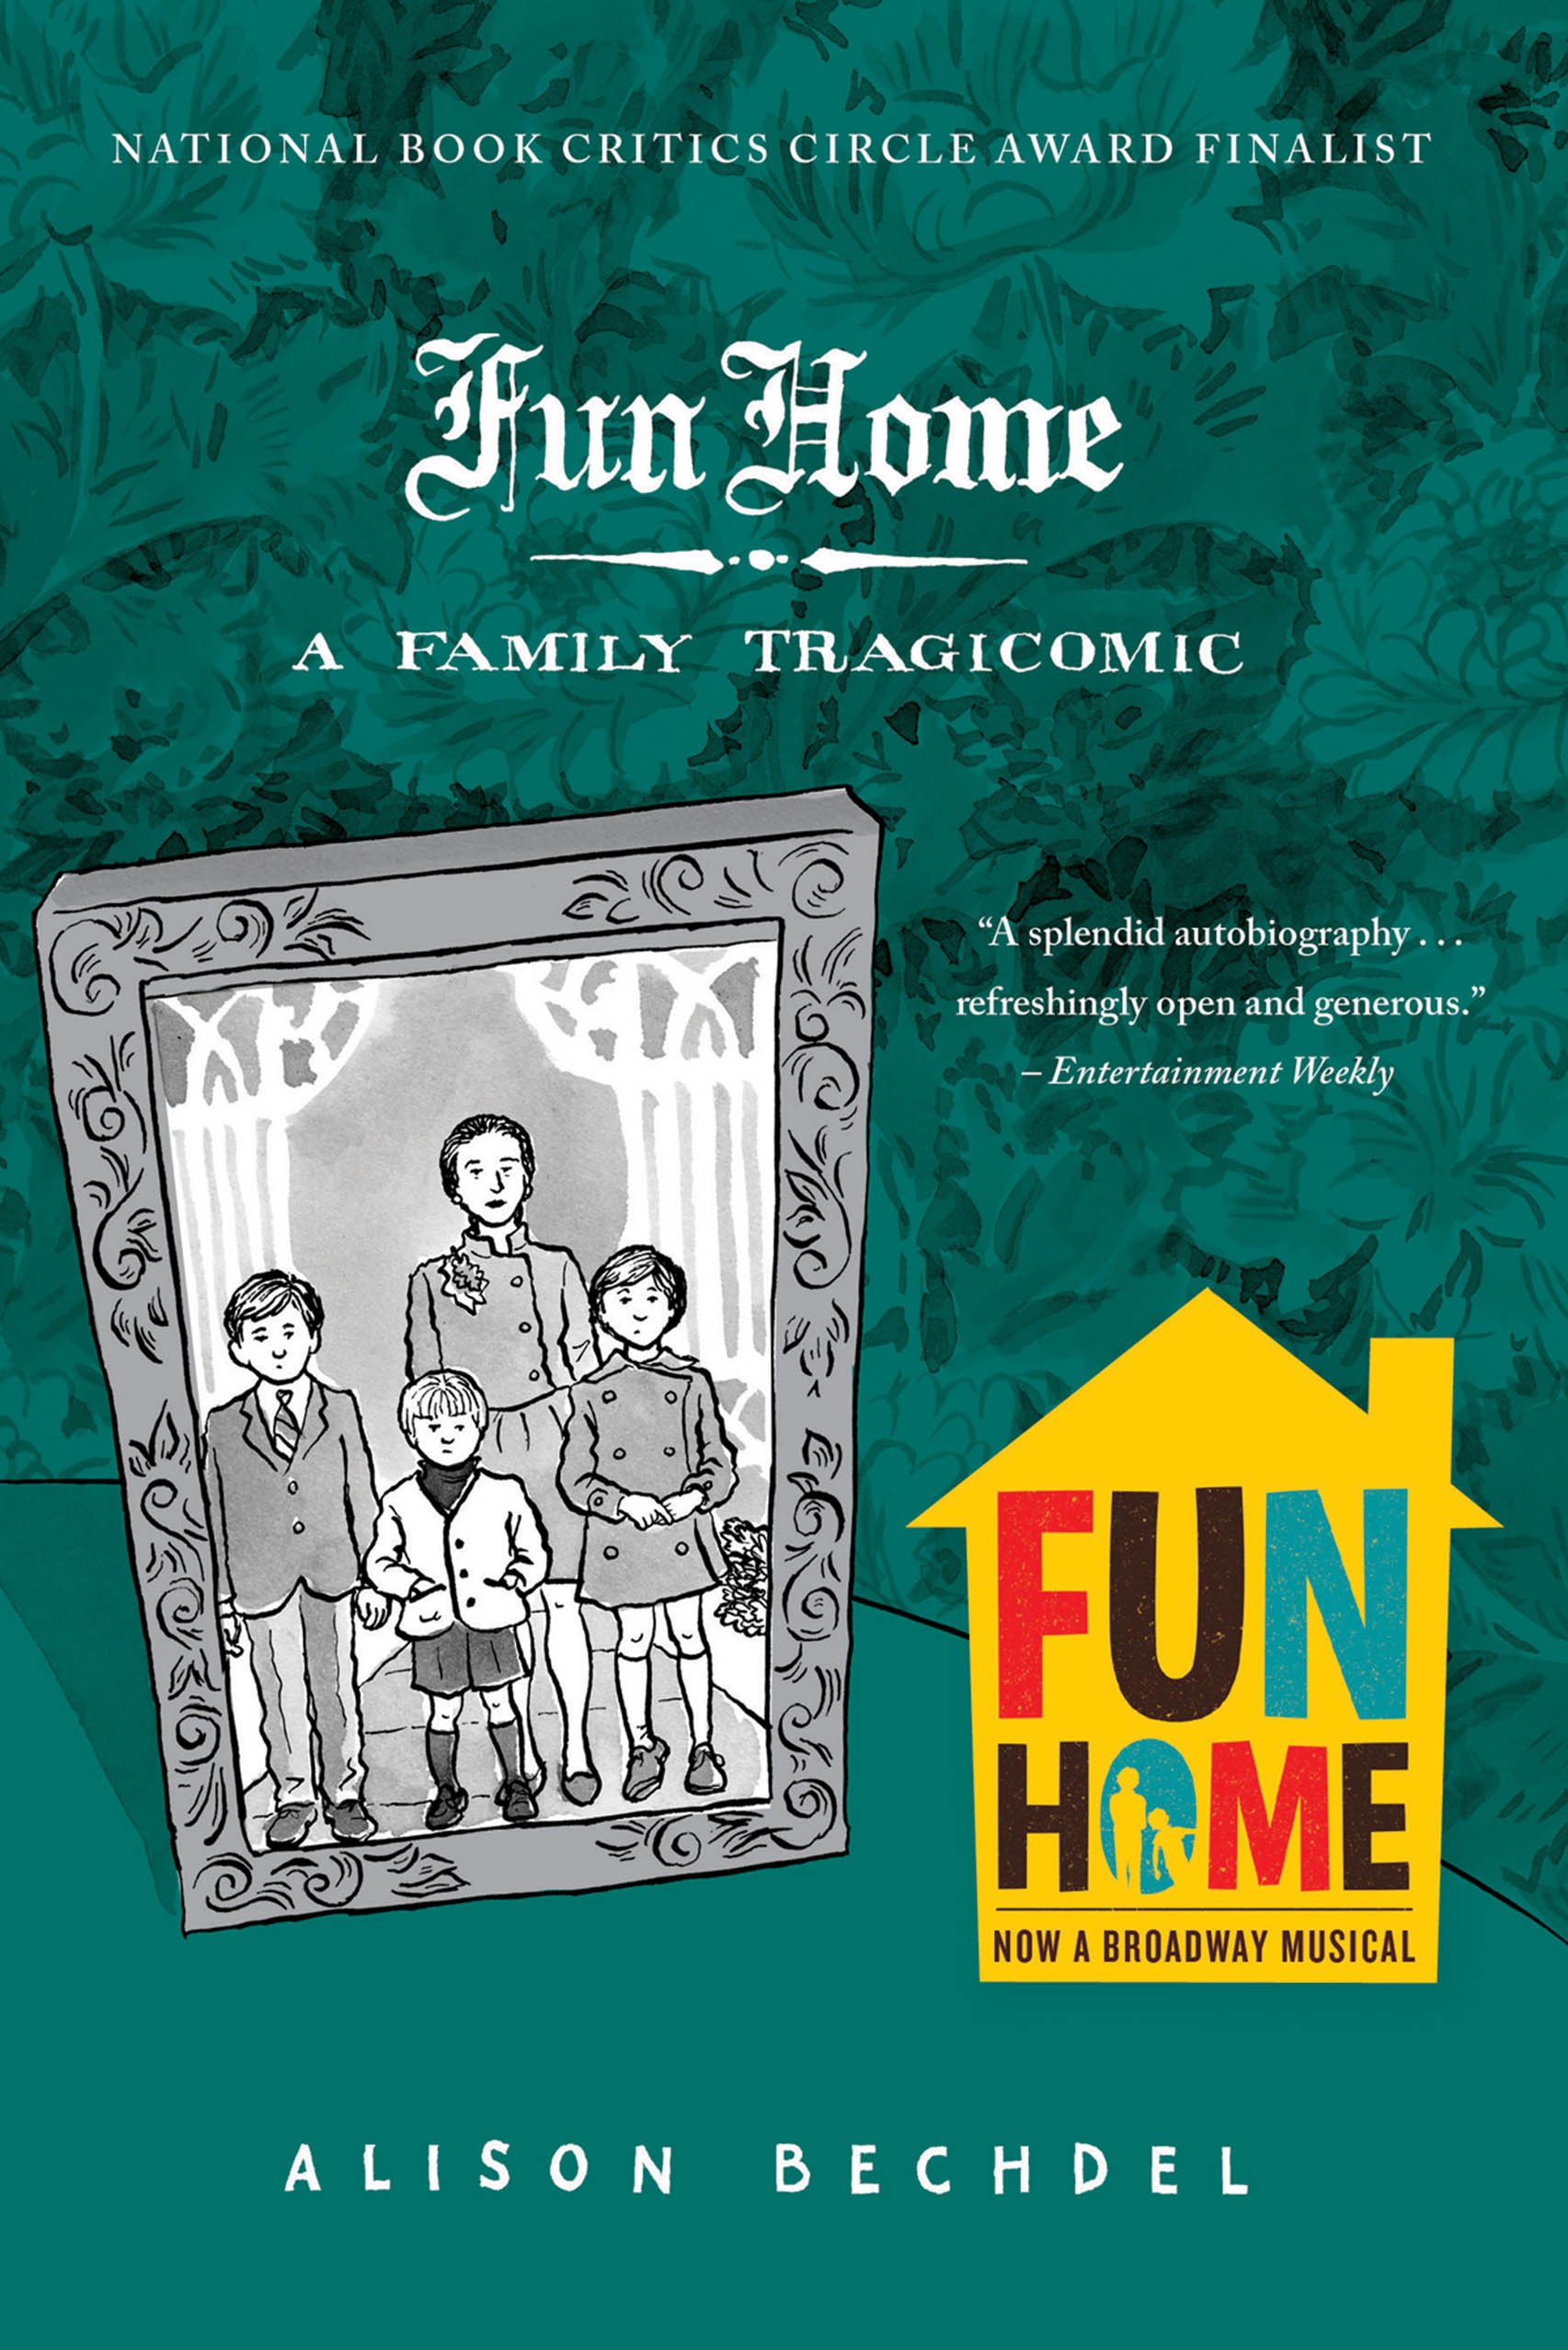 NATIONAL BOOK CRITICS CIRCLE AWARD FINALIST
Fun Home
A FAMILY TRAGICOMIC
“A splendid autobiography . . .
refreshingly open and generous.”
– Entertainment Weekly
FUN
HOME
NOW A BROADWAY MUSICAL
ALISON BECHDEL